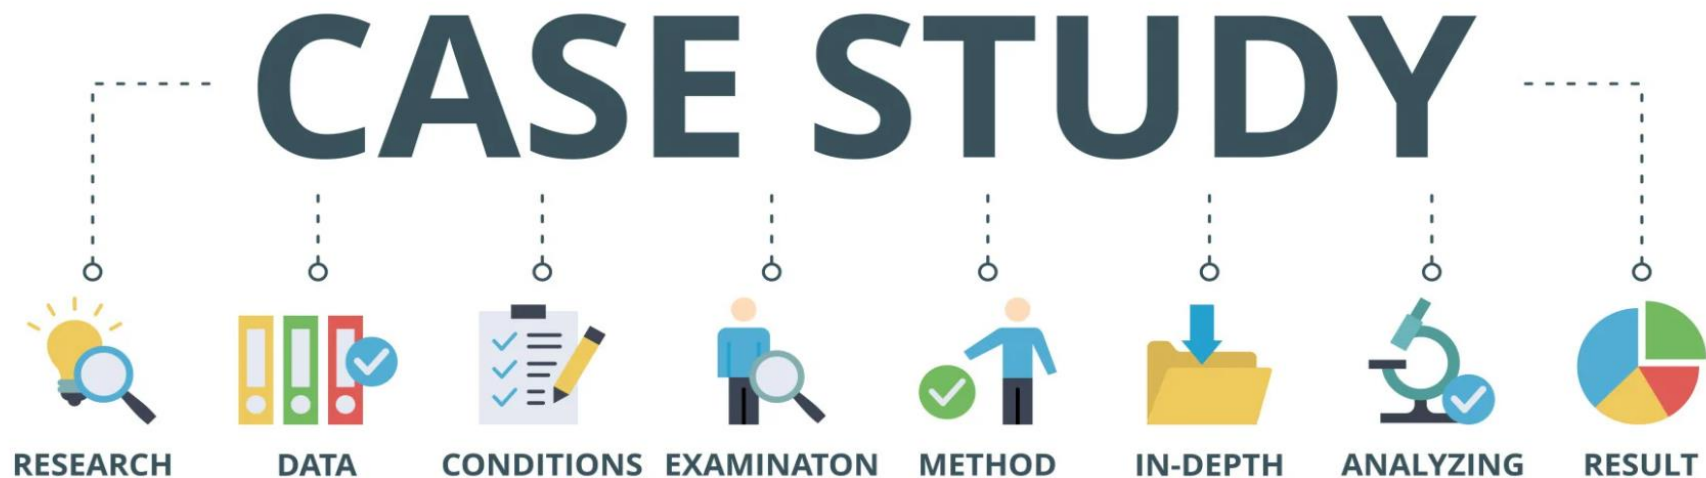 CASE STUDY
RESEARCH
DATA
CONDITIONS
EXAMINATON
METHOD
IN-DEPTH
ANALYZING
RESULT